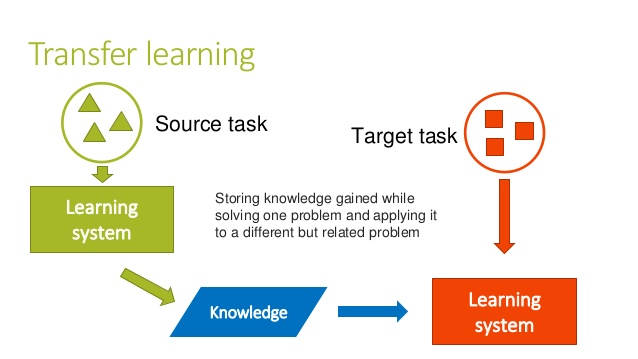 Transfer learning
Source task
Target task
Learning
system
Storing knowledge gained while
solving one problem and applying it
to a different but related problem
Knowledge
Learning
system